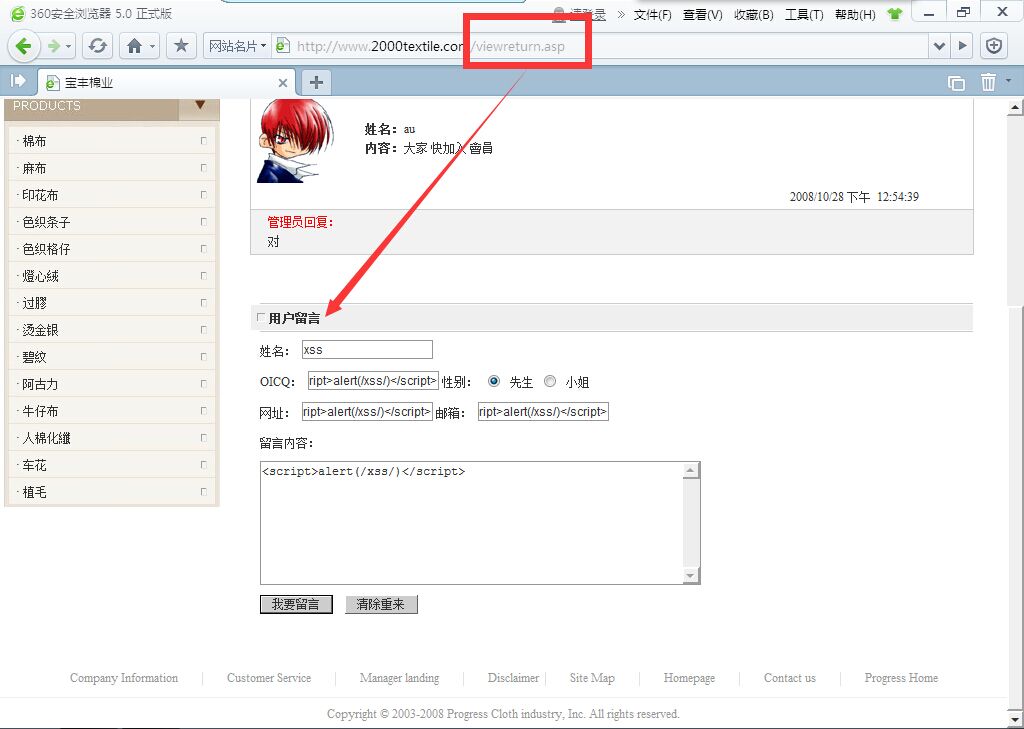 360安全浏览器 5.0 正式版
请登录 » 文件(F) 查看(V) 收藏(B) 工具(T) 帮助(H)
网站名片 http://www.2000textile.com/viewreturn.asp
宝丰棉业
PRODUCTS
· 棉布
· 麻布
· 印花布
· 色织条子
· 色织格仔
· 燈心絨
· 过膠
· 烫金银
· 碧紋
· 阿古力
· 牛仔布
· 人棉化纖
· 车花
· 植毛
姓名：au
内容：大家快加入會員
2008/10/28 下午 12:54:39
管理员回复：
对
用户留言
姓名： xss
OICQ： ript>alert(/xss/)</script> 性别： 先生 小姐
网址： ript>alert(/xss/)</script> 邮箱： ript>alert(/xss/)</script>
留言内容：
<script>alert(/xss/)</script>
我要留言 清除重来
Company Information Customer Service Manager landing Disclaimer Site Map Homepage Contact us Progress Home
Copyright © 2003-2008 Progress Cloth industry, Inc. All rights reserved.